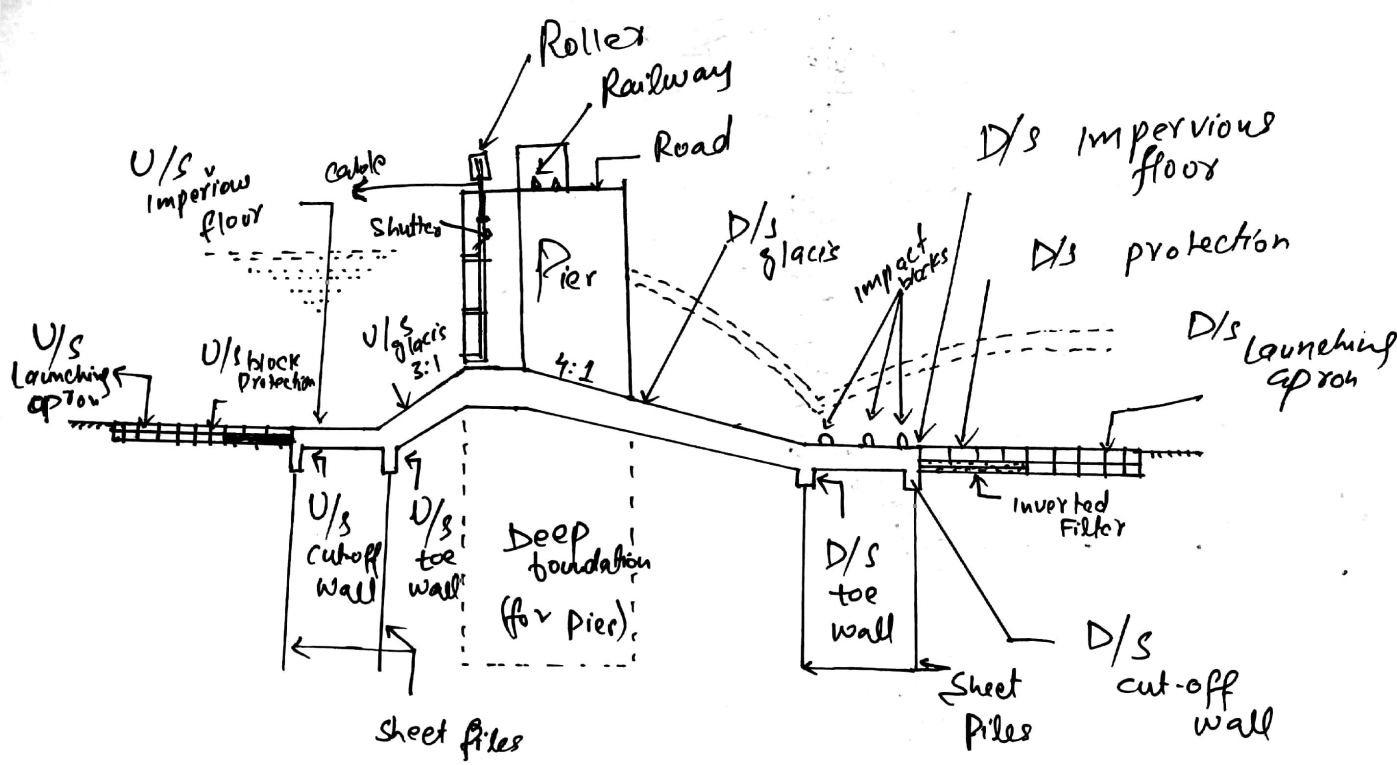 Roller
Railway
Road
cable
Shutter
U/S
impervious
floor
Pier
D/s
glacis
impact
blocks
D/s impervious
floor
D/s protection
D/s
Launching
apron
U/S
Launching
apron
U/s block
Protection
U/s
glacis
3:1
4:1
U/s
cutoff
wall
U/s
toe
wall
Deep
foundation
(for pier)
D/s
toe
wall
Inverted
Filter
D/s
cut-off
wall
Sheet
Piles
Sheet Piles